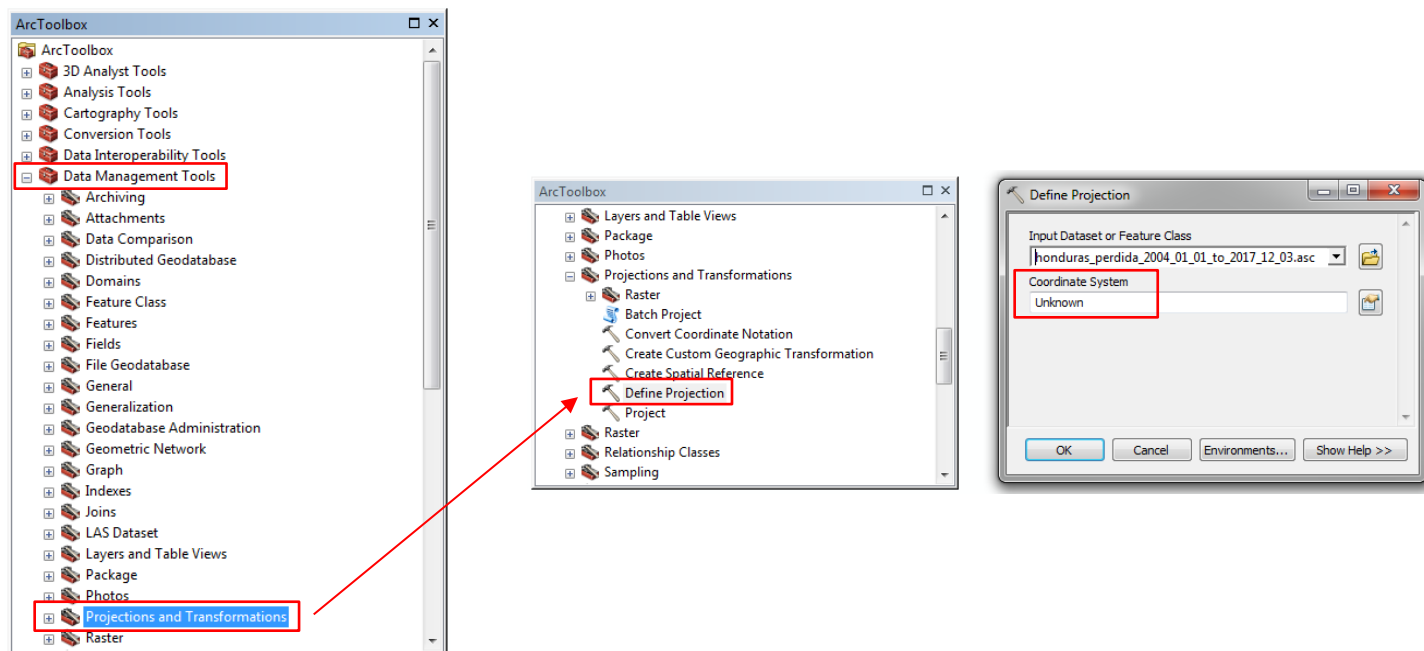 ArcToolbox
ArcToolbox
3D Analyst Tools
Analysis Tools
Cartography Tools
Conversion Tools
Data Interoperability Tools
Data Management Tools
Archiving
Attachments
Data Comparison
Distributed Geodatabase
Domains
Feature Class
Features
Fields
File Geodatabase
General
Generalization
Geodatabase Administration
Geometric Network
Graph
Indexes
Joins
LAS Dataset
Layers and Table Views
Package
Photos
Projections and Transformations
Raster
ArcToolbox
Layers and Table Views
Package
Photos
Projections and Transformations
Raster
Batch Project
Convert Coordinate Notation
Create Custom Geographic Transformation
Create Spatial Reference
Define Projection
Project
Raster
Relationship Classes
Sampling
Define Projection
Input Dataset or Feature Class
honduras_perdida_2004_01_01_to_2017_12_03.asc
Coordinate System
Unknown
OK Cancel Environments... Show Help >>